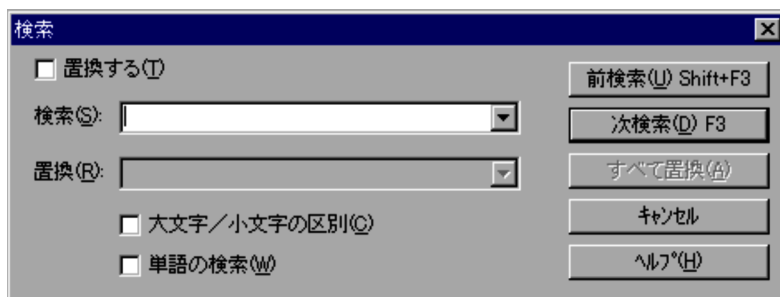 検索
置換する(T)
検索(S):
置換(R):
大文字／小文字の区別(C)
単語の検索(W)
前検索(U) Shift+F3
次検索(D) F3
すべて置換(A)
ｷｬﾝｾﾙ
ﾍﾙﾌﾟ(H)